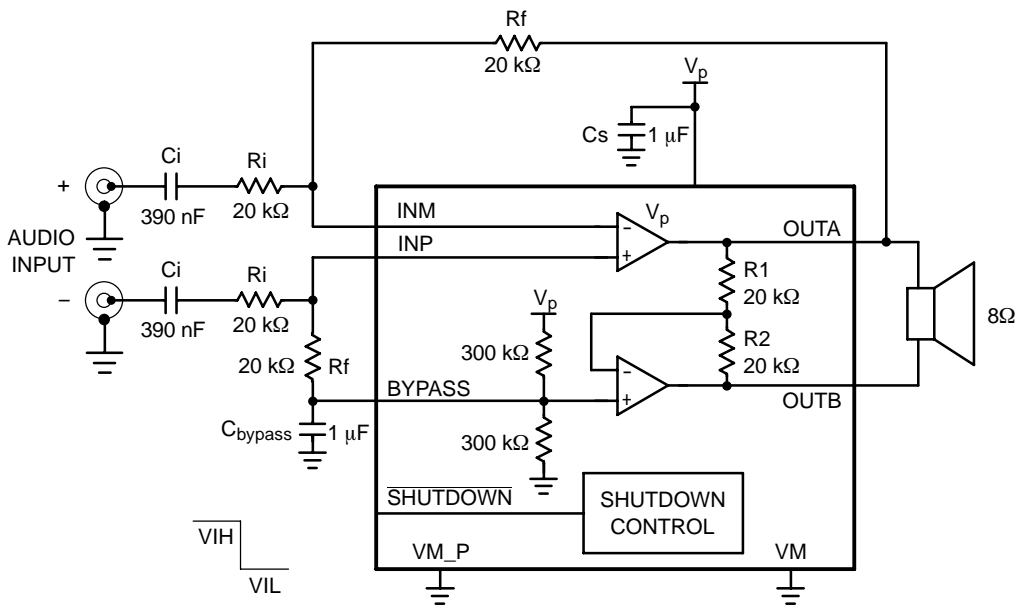 Rf
20 kΩ
Vp
Cs
1 µF
Ci
Ri
+
390 nF
20 kΩ
AUDIO
INPUT
INM
INP
Vp
−
+
OUTA
R1
20 kΩ
Ci
Ri
−
390 nF
20 kΩ
Vp
20 kΩ
Rf
300 kΩ
R2
20 kΩ
8Ω
−
+
BYPASS
OUTB
Cbypass
1 µF
300 kΩ
SHUTDOWN
SHUTDOWN
CONTROL
VIH
VIL
VM_P
VM